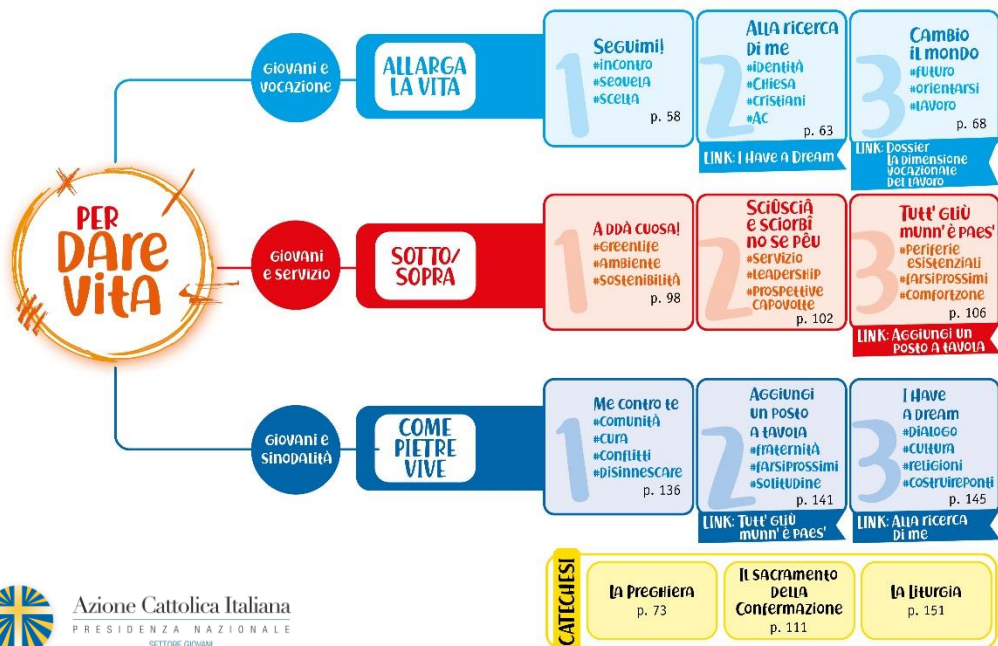 PER
DARE
VITA
GIOVANI E
VOCAZIONE
ALLARGA
LA VITA
1
SEGUIMI!
#INCONTRO
#SEQUELA
#SCELTA
p. 58
2
ALLA RICERCA
DI ME
#IDENTITÀ
#CHIESA
#CRISTIANI
#AC
p. 63
LINK: I HAVE A DREAM
3
CAMBIO
IL MONDO
#FUTURO
#ORIENTARSI
#LAVORO
p. 68
LINK: DOSSIER
LA DIMENSIONE
VOCAZIONALE
DEL LAVORO
GIOVANI
E SERVIZIO
SOTTO/
SOPRA
1
A DDÀ CUOSA!
#GREENLIFE
#AMBIENTE
#SOSTENIBILITÀ
p. 98
2
SCIÛSCIÂ
E SCIORBÎ
NO SE PÊU
#SERVIZIO
#LEADERSHIP
#PROSPETTIVE
CAPOVOLTE
p. 102
3
TUTT' GLIÙ
MUNN' È PAES'
#PERIFERIE
ESISTENZIALI
#FARSIPROSSIMI
#COMFORTZONE
p. 106
LINK: AGGIUNGI UN
POSTO A TAVOLA
GIOVANI E
SINODALITÀ
COME
PIETRE
VIVE
1
ME CONTRO TE
#COMUNITÀ
#CURA
#CONFLITTI
#DISINNESCARE
p. 136
2
AGGIUNGI
UN POSTO
A TAVOLA
#FRATERNITÀ
#FARSIPROSSIMI
#SOLITUDINE
p. 141
LINK: TUTT' GLIÙ
MUNN' È PAES'
3
I HAVE
A DREAM
#DIALOGO
#CULTURA
#RELIGIONI
#COSTRUIREPONTI
p. 145
LINK: ALLA RICERCA
DI ME
CATECHESI
LA PREGHIERA
p. 73
IL SACRAMENTO
DELLA
CONFERMAZIONE
p. 111
LA LITURGIA
p. 151
Azione Cattolica Italiana
PRESIDENZA NAZIONALE
SETTORE GIOVANI